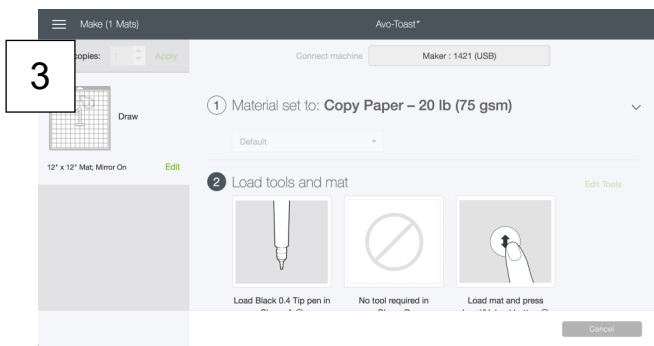 Make (1 Mats)
Avo-Toast*
3
copies: 1 Apply
Connect machine
Maker : 1421 (USB)
1 Material set to: Copy Paper – 20 lb (75 gsm)
Default
Draw
12" x 12" Mat; Mirror On
Edit
2 Load tools and mat
Edit Tools
Load Black 0.4 Tip pen in
No tool required in
Load mat and press
Cancel